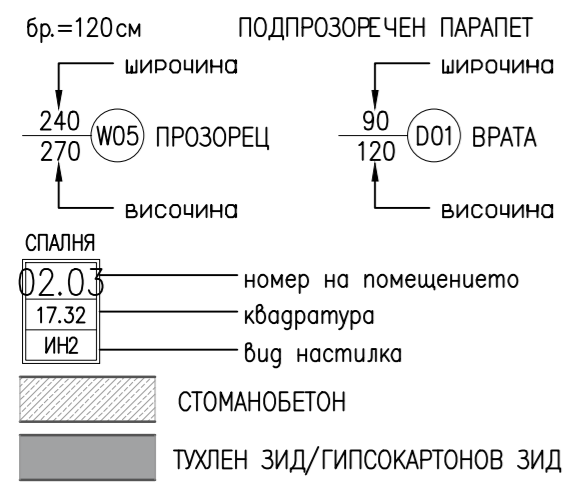 бр.=120см ПОДПРОЗОРЕЧЕН ПАРАПЕТ
широчина широчина
240 W05 ПРОЗОРЕЦ 90 D01 ВРАТА
270 120
височина височина
СПАЛНЯ
02.03 номер на помещението
17.32 квадратура
ИН2 вид настилка
СТОМАНОБЕТОН
ТУХЛЕН ЗИД/ГИПСОКАРТОНОВ ЗИД